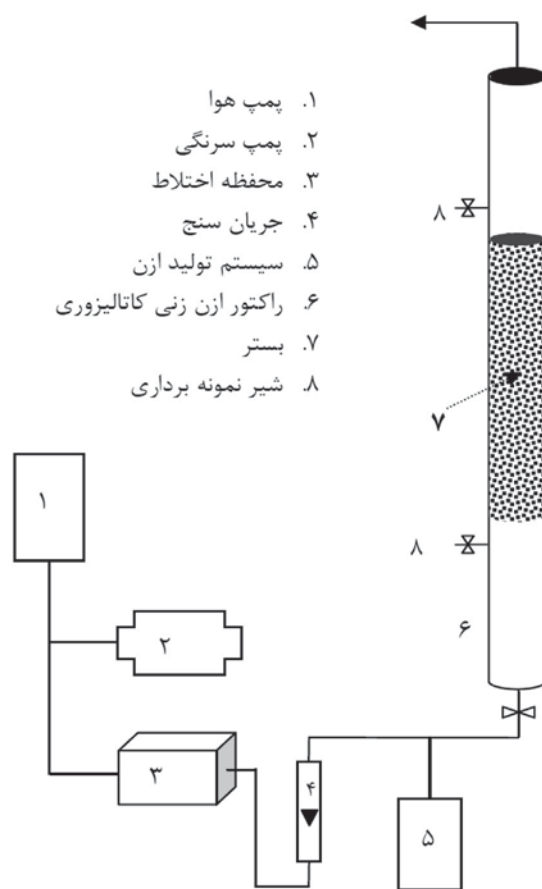 ۱. پمپ هوا
۲. پمپ سرنگی
۳. محفظه اختلاط
۴. جریان سنج
۵. سیستم تولید ازن
۶. راکتور ازن زنی کاتالیزوری
۷. بستر
۸. شیر نمونه برداری
۸
۷
۱
۸
۲
۶
۳
۴
۵